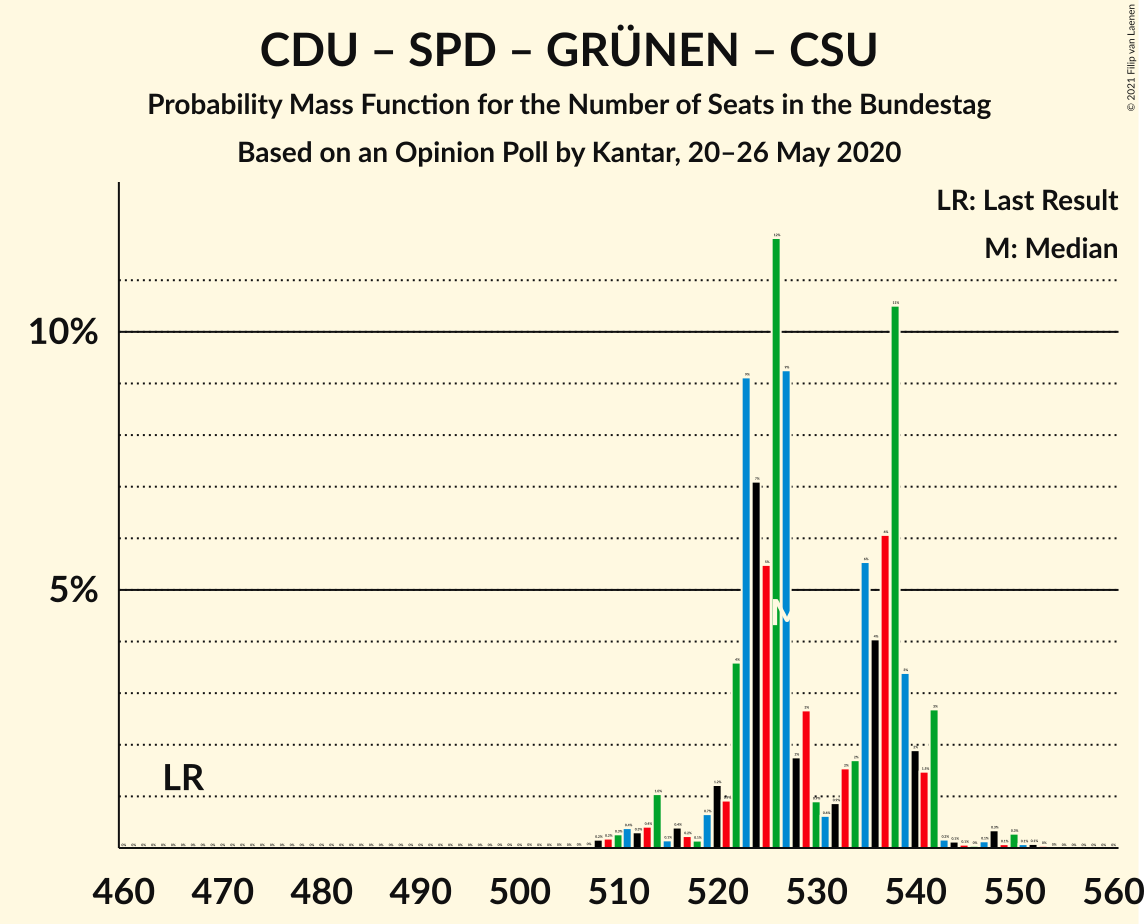 CDU – SPD – GRÜNEN – CSU
Probability Mass Function for the Number of Seats in the Bundestag
Based on an Opinion Poll by Kantar, 20–26 May 2020
© 2021 Filip van Laenen
LR: Last Result
M: Median
10%
5%
LR
M
460 470 480 490 500 510 520 530 540 550 560